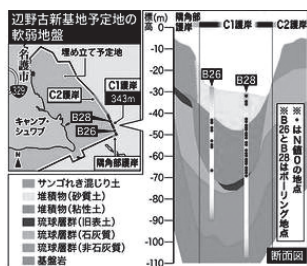 辺野古新基地予定地の
軟弱地盤
埋め立て予定地
名護市
329
C1護岸
343m
C2護岸
B28
B26
キャンプ・
シュワブ
N
隅角部護岸
サンゴれき混じり土
堆積物(砂質土)
堆積物(粘性土)
琉球層群(旧表土)
琉球層群(石灰質)
琉球層群(非石灰質)
基盤岩
標高
(m)
隅角部
護岸
C1護岸
C2護岸
B26
B28
0
-10
-20
-30
-40
-50
-60
-70
-80
-90
-100
-110
※・はN値0の地点
※B26とB28はボーリング地点
断面図